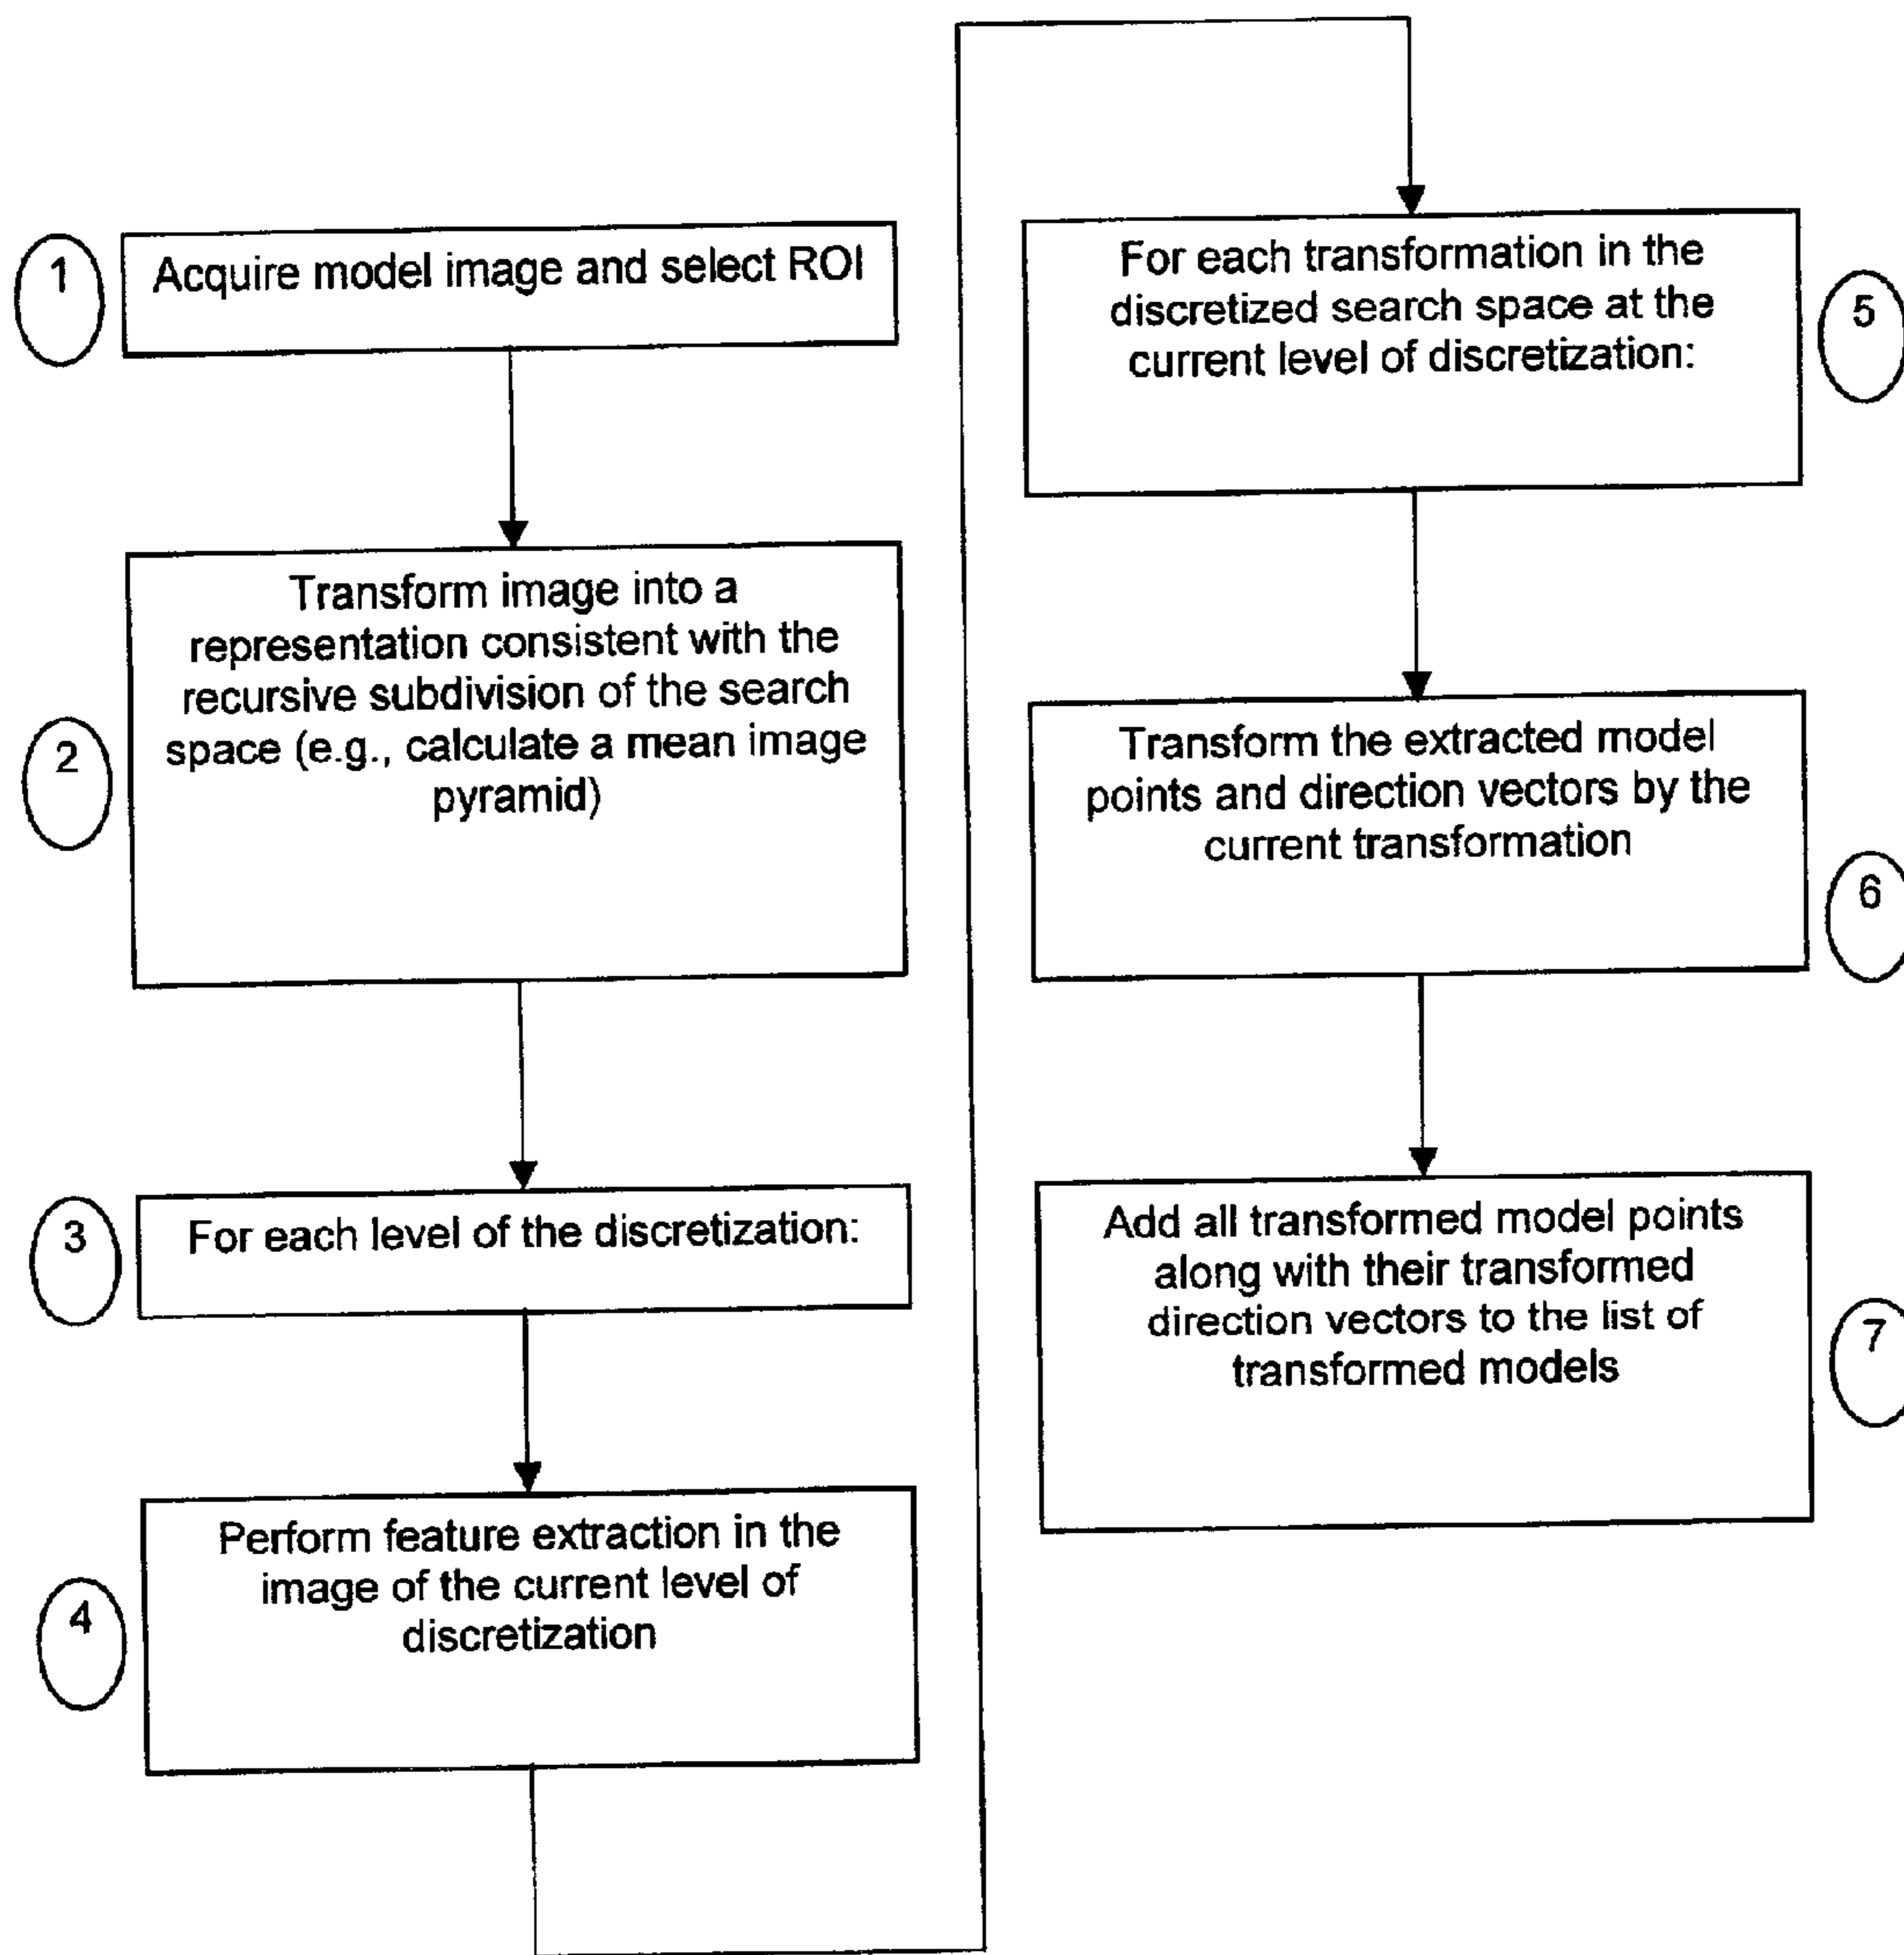 1
Acquire model image and select ROI
2
Transform image into a
representation consistent with the
recursive subdivision of the search
space (e.g., calculate a mean image
pyramid)
3
For each level of the discretization:
4
Perform feature extraction in the
image of the current level of
discretization
For each transformation in the
discretized search space at the
current level of discretization:
5
Transform the extracted model
points and direction vectors by the
current transformation
6
Add all transformed model points
along with their transformed
direction vectors to the list of
transformed models
7